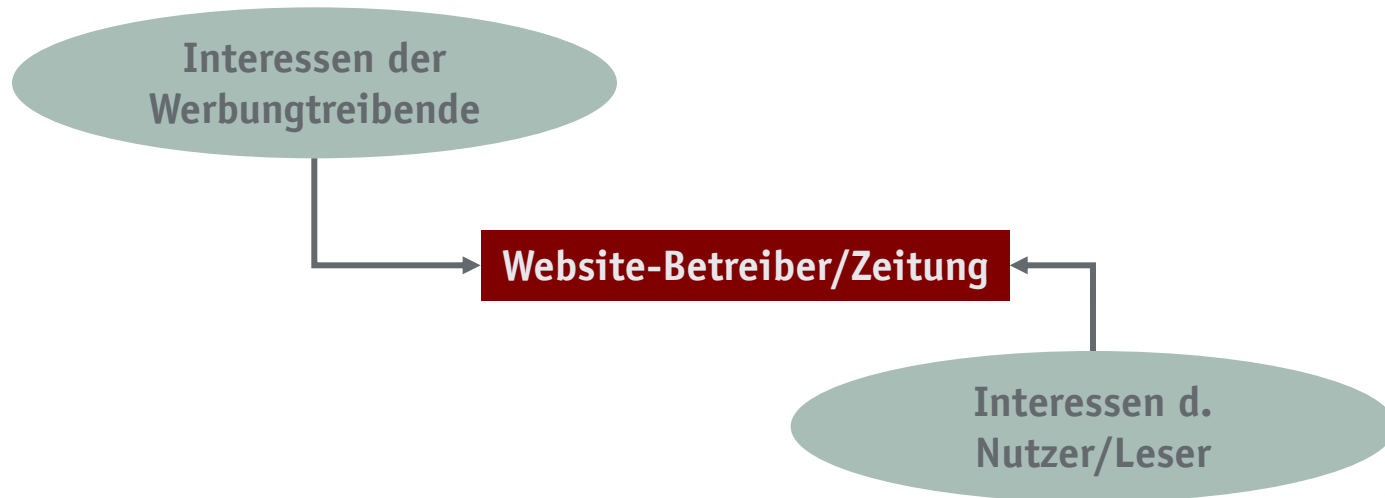 Interessen der
Werbungtreibende
Website-Betreiber/Zeitung
Interessen d.
Nutzer/Leser